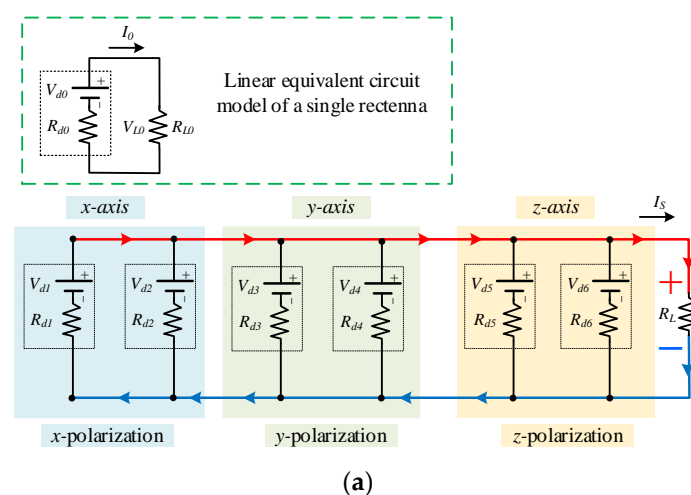 I0
+
Vd0
−
Rd0
VL0
RL0
Linear equivalent circuit
model of a single rectenna
x-axis
y-axis
z-axis
IS
Vd1
+
−
Rd1
Vd2
+
−
Rd2
Vd3
+
−
Rd3
Vd4
+
−
Rd4
Vd5
+
−
Rd5
Vd6
+
−
Rd6
+
RL
−
x-polarization
y-polarization
z-polarization
(a)